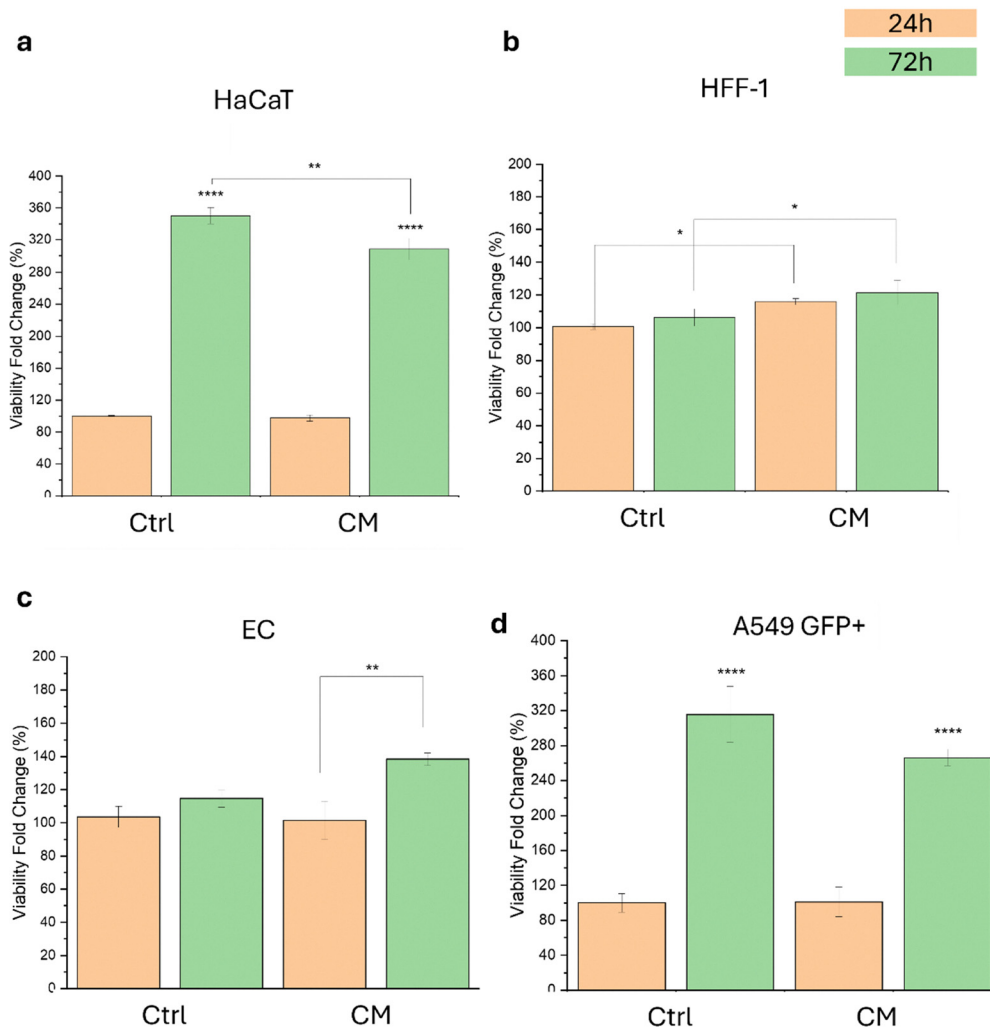 a
HaCaT
Viability Fold Change (%)
400
360
320
280
240
200
160
120
80
40
0
****
**
****
Ctrl
CM
b
24h
72h
HFF-1
Viability Fold Change (%)
200
180
160
140
120
100
80
60
40
20
0
*
*
Ctrl
CM
c
EC
Viability Fold Change (%)
200
180
160
140
120
100
80
60
40
20
0
**
Ctrl
CM
d
A549 GFP+
Viability Fold Change (%)
400
360
320
280
240
200
160
120
80
40
0
****
****
Ctrl
CM